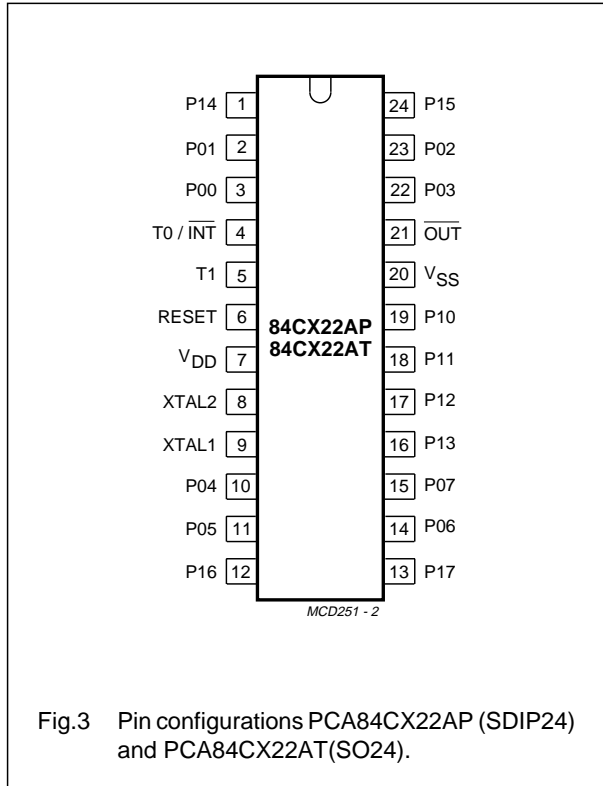 P14 1 24 P15
P01 2 23 P02
P00 3 22 P03
T0 / INT 4 21 OUT
T1 5 20 VSS
RESET 6 19 P10
84CX22AP
84CX22AT
VDD 7 18 P11
XTAL2 8 17 P12
XTAL1 9 16 P13
P04 10 15 P07
P05 11 14 P06
P16 12 13 P17
MCD251 - 2
Fig.3 Pin configurations PCA84CX22AP (SDIP24)
and PCA84CX22AT(SO24).